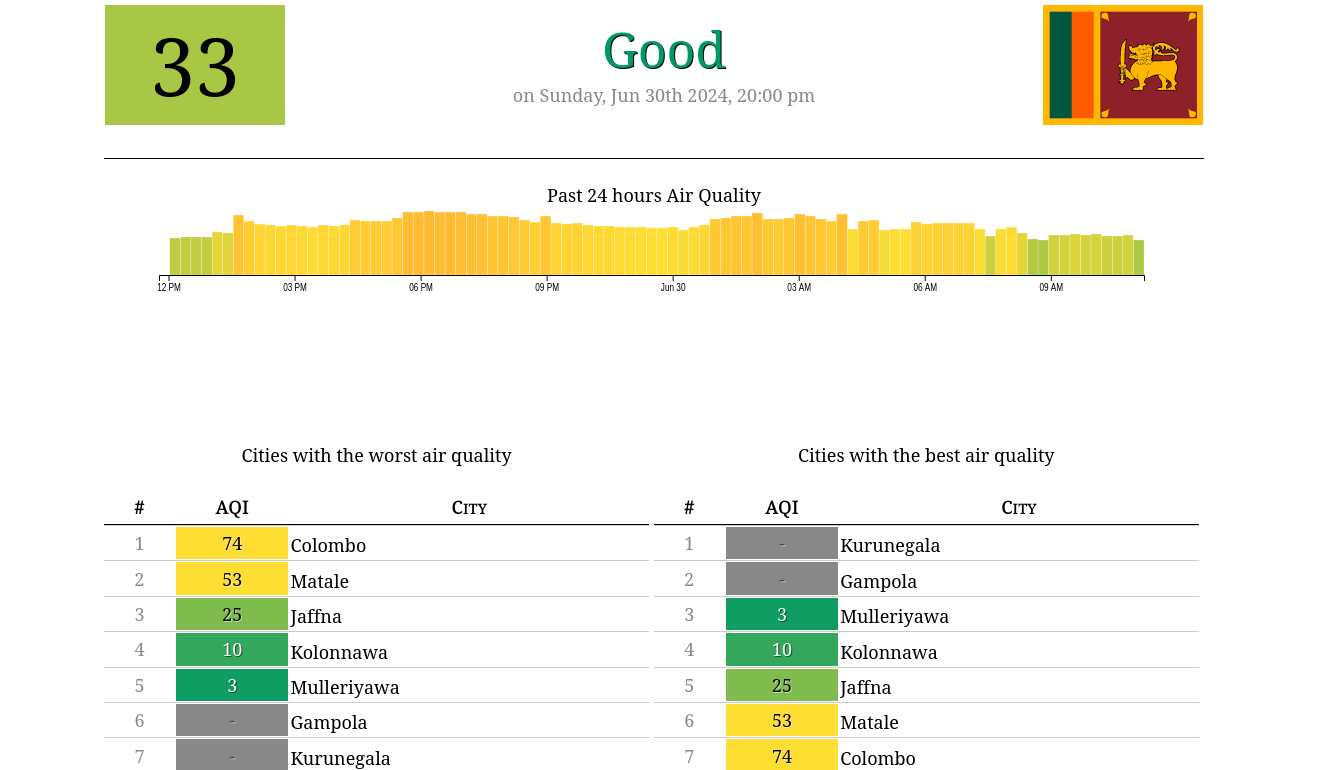 33
Good
on Sunday, Jun 30th 2024, 20:00 pm
Past 24 hours Air Quality
12 PM 03 PM 06 PM 09 PM Jun 30 03 AM 06 AM 09 AM
Cities with the worst air quality
# AQI City
1 74 Colombo
2 53 Matale
3 25 Jaffna
4 10 Kolonnawa
5 3 Mulleriyawa
6 - Gampola
7 - Kurunegala
Cities with the best air quality
# AQI City
1 - Kurunegala
2 - Gampola
3 3 Mulleriyawa
4 10 Kolonnawa
5 25 Jaffna
6 53 Matale
7 74 Colombo